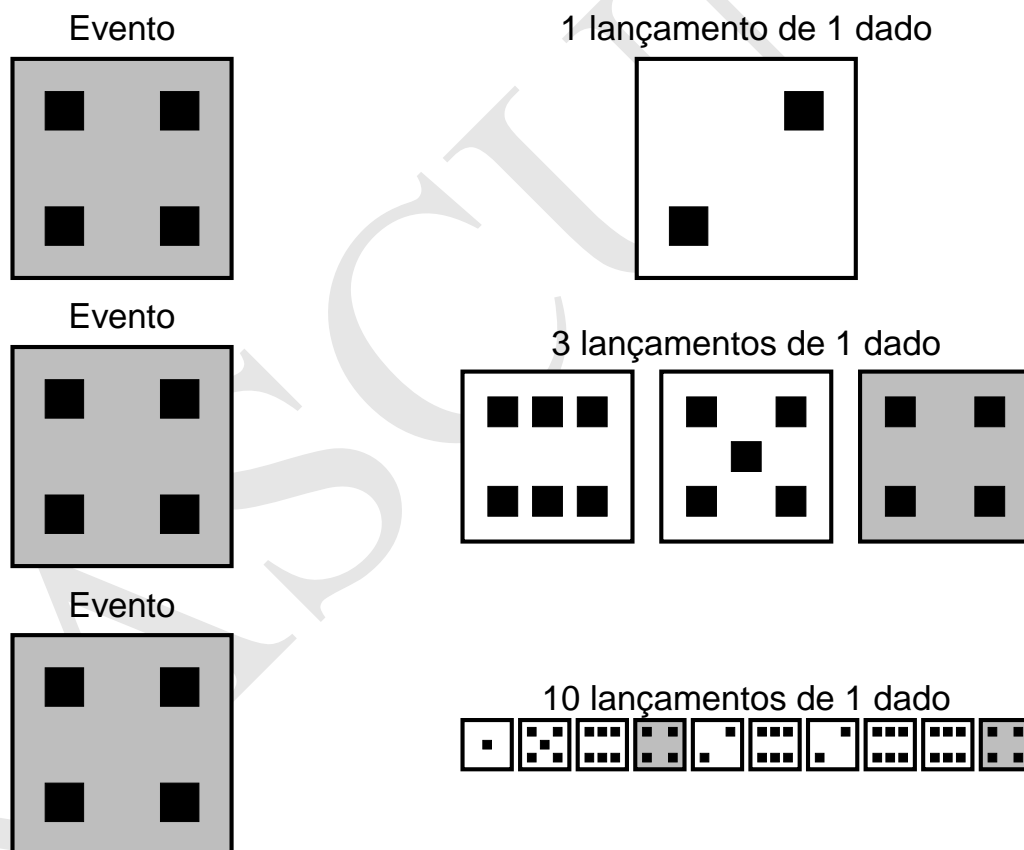 Evento
1 lançamento de 1 dado
Evento
3 lançamentos de 1 dado
Evento
10 lançamentos de 1 dado